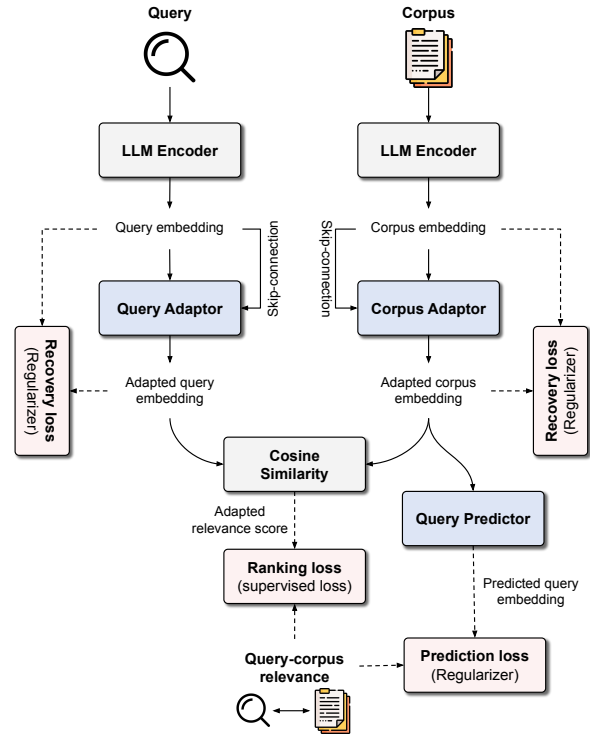 Query
Corpus
LLM Encoder
LLM Encoder
Query embedding
Corpus embedding
Skip-connection
Skip-connection
Query Adaptor
Corpus Adaptor
Recovery loss
(Regularizer)
Adapted query
embedding
Adapted corpus
embedding
Recovery loss
(Regularizer)
Cosine
Similarity
Adapted
relevance score
Query Predictor
Ranking loss
(supervised loss)
Predicted query
embedding
Query-corpus
relevance
Prediction loss
(Regularizer)